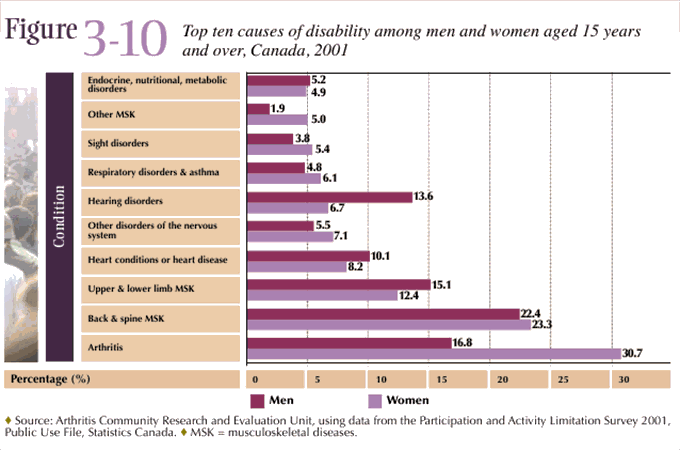 Figure 3-10
Top ten causes of disability among men and women aged 15 years
and over, Canada, 2001
Condition
Endocrine, nutritional, metabolic
disorders
5.2
4.9
Other MSK
1.9
5.0
Sight disorders
3.8
5.4
Respiratory disorders & asthma
4.8
6.1
Hearing disorders
13.6
6.7
Other disorders of the nervous
system
5.5
7.1
Heart conditions or heart disease
10.1
8.2
Upper & lower limb MSK
15.1
12.4
Back & spine MSK
22.4
23.3
Arthritis
16.8
30.7
Percentage (%) 0 5 10 15 20 25 30
Men Women
♦ Source: Arthritis Community Research and Evaluation Unit, using data from the Participation and Activity Limitation Survey 2001,
Public Use File, Statistics Canada. ♦ MSK = musculoskeletal diseases.